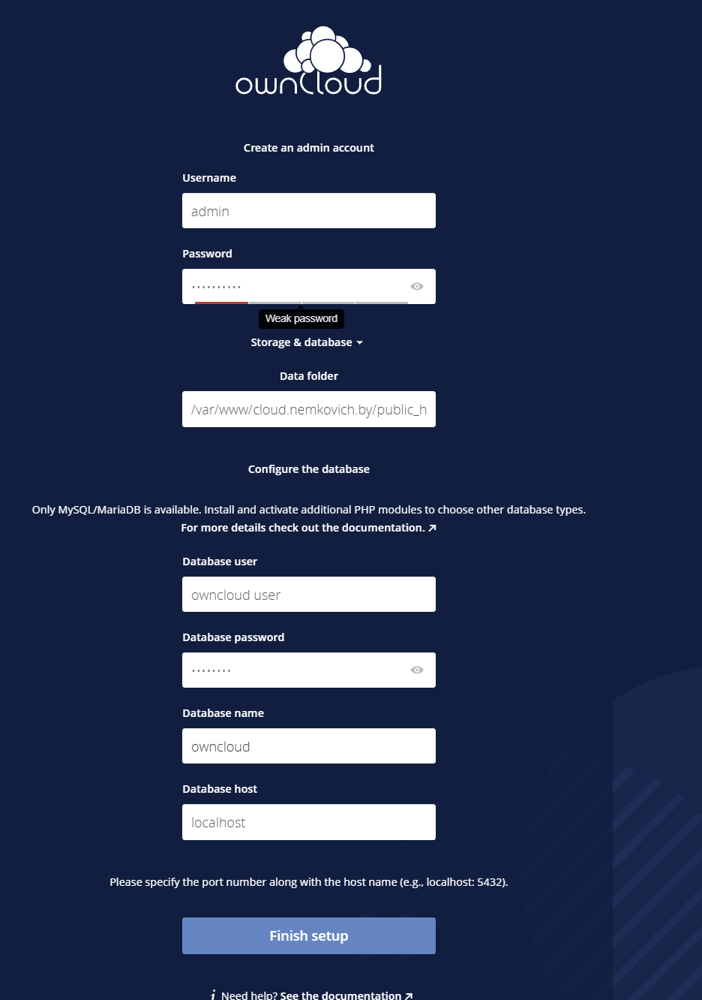 ownCloud
Create an admin account
Username
admin
Password
••••••••••
Weak password
Storage & database
Data folder
/var/www/cloud.nemkovich.by/public_h
Configure the database
Only MySQL/MariaDB is available. Install and activate additional PHP modules to choose other database types.
For more details check out the documentation. ↗
Database user
owncloud user
Database password
••••••••
Database name
owncloud
Database host
localhost
Please specify the port number along with the host name (e.g., localhost: 5432).
Finish setup
i Need help? See the documentation ↗